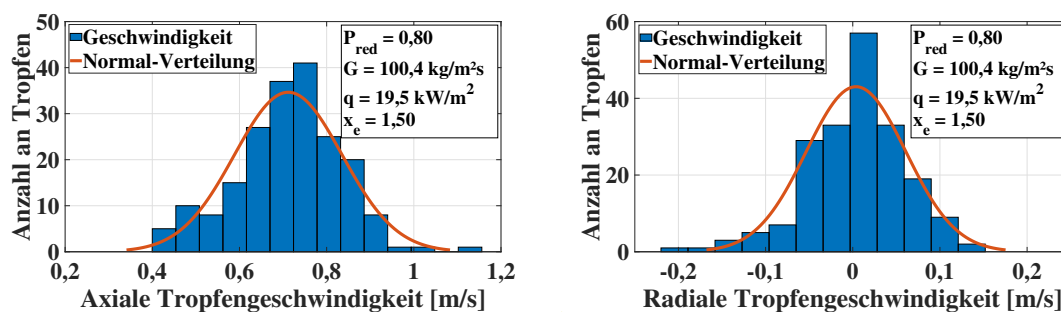 50
40
30
20
10
0
Anzahl an Tropfen
Geschwindigkeit
Normal-Verteilung
P_red = 0,80
G = 100,4 kg/m²s
q = 19,5 kW/m²
x_e = 1,50
0,2 0,4 0,6 0,8 1 1,2
Axiale Tropfengeschwindigkeit [m/s]
60
40
20
0
Anzahl an Tropfen
Geschwindigkeit
Normal-Verteilung
P_red = 0,80
G = 100,4 kg/m²s
q = 19,5 kW/m²
x_e = 1,50
-0,2 -0,1 0 0,1 0,2
Radiale Tropfengeschwindigkeit [m/s]